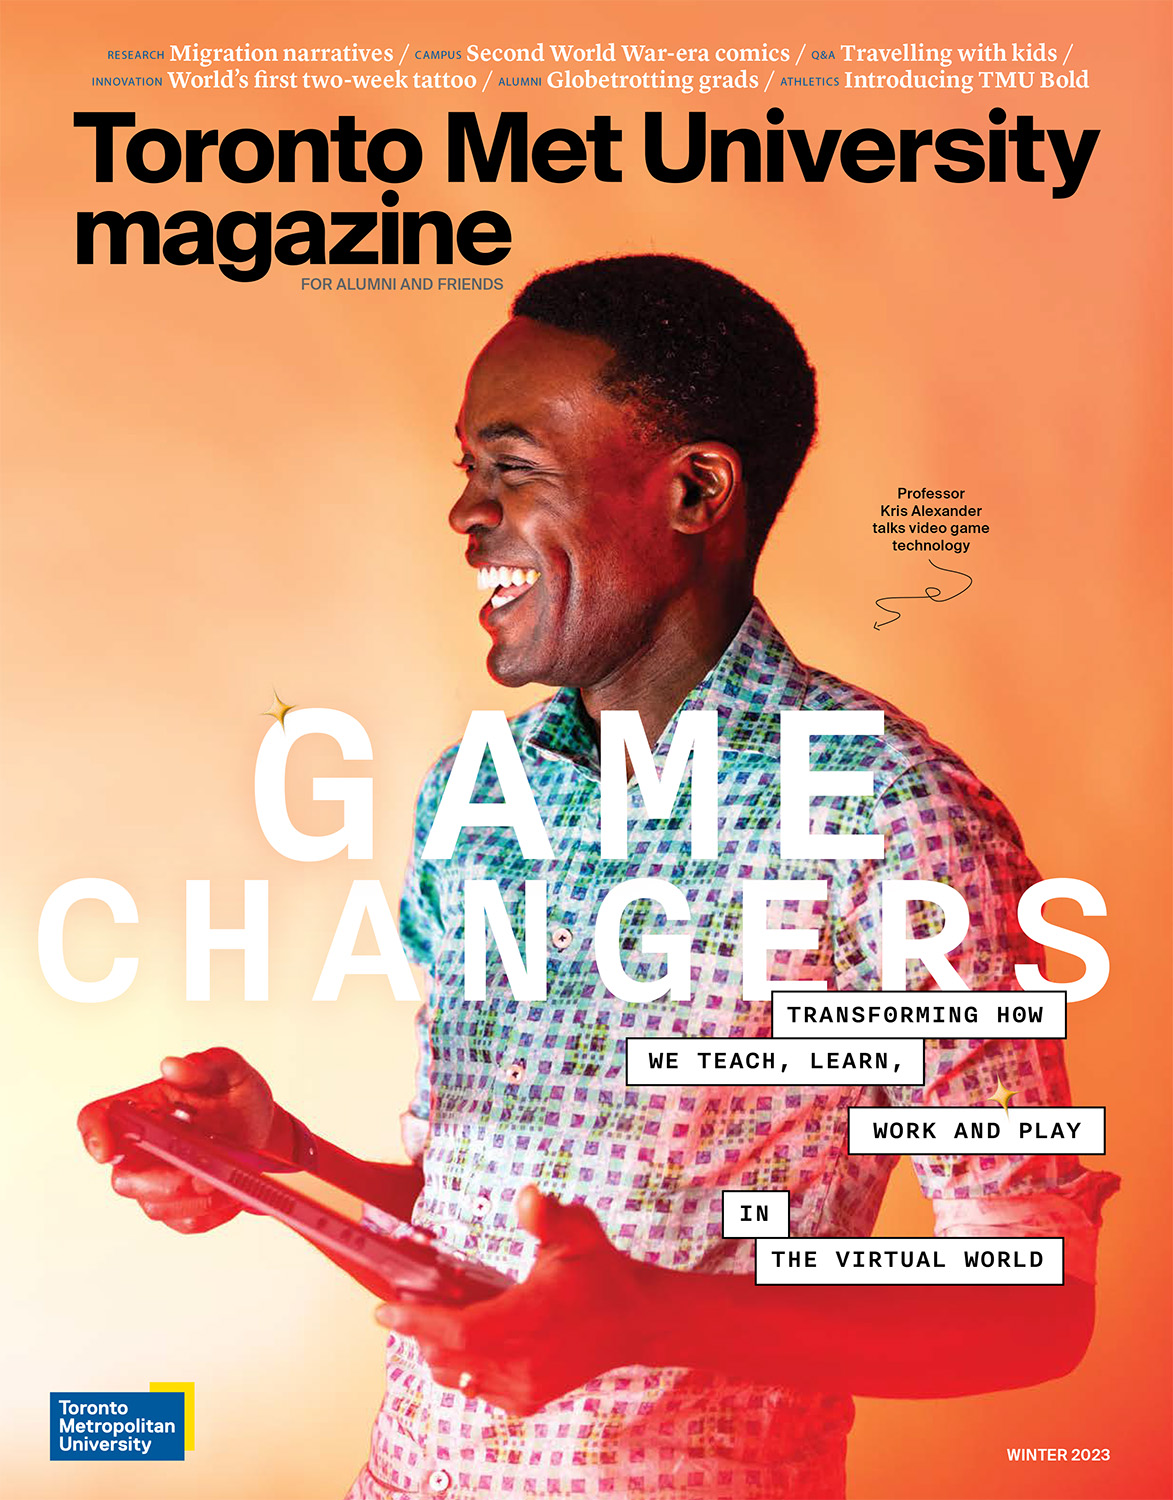 RESEARCH Migration narratives / CAMPUS Second World War-era comics / Q&A Travelling with kids /
INNOVATION World's first two-week tattoo / ALUMNI Globetrotting grads / ATHLETICS Introducing TMU Bold
Toronto Met University
magazine
FOR ALUMNI AND FRIENDS
Professor
Kris Alexander
talks video game
technology
GAME
CHANGERS
TRANSFORMING HOW
WE TEACH, LEARN,
WORK AND PLAY
IN
THE VIRTUAL WORLD
Toronto
Metropolitan
University
WINTER 2023